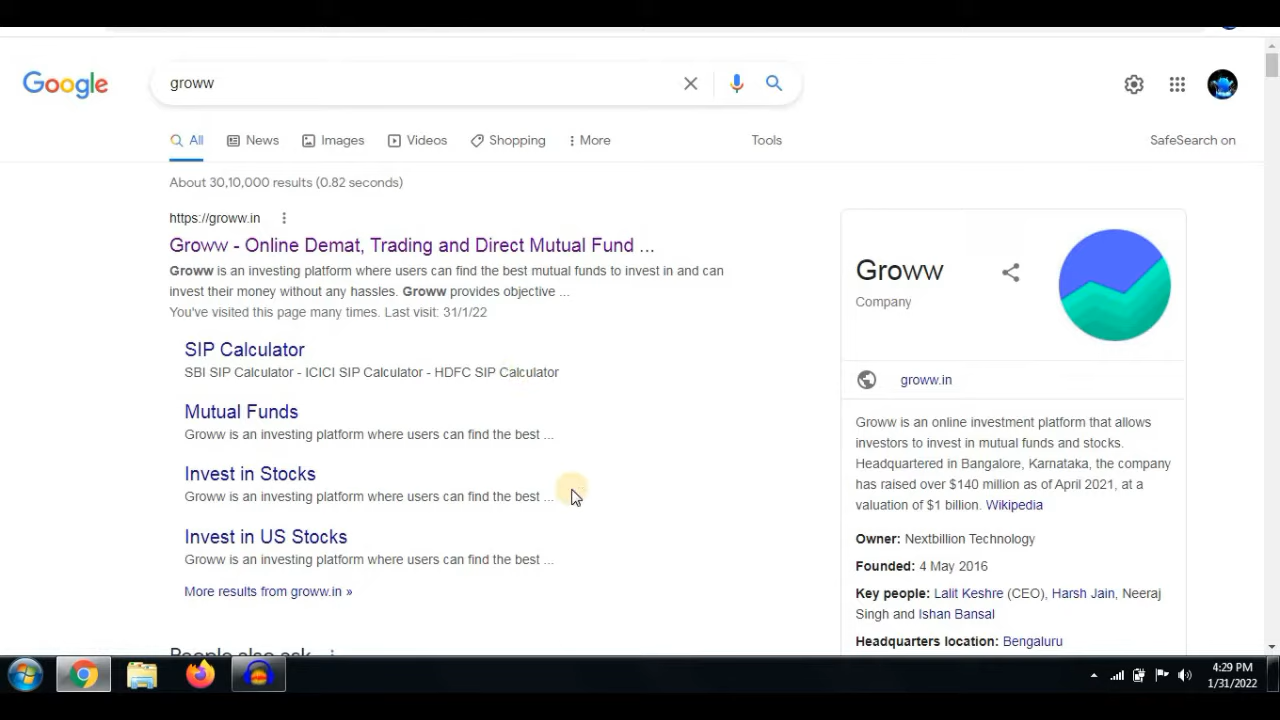 Google
groww
All
News
Images
Videos
Shopping
More
Tools
SafeSearch on
About 30,10,000 results (0.82 seconds)
https://groww.in
Groww - Online Demat, Trading and Direct Mutual Fund ...
Groww is an investing platform where users can find the best mutual funds to invest in and can
invest their money without any hassles. Groww provides objective ...
You've visited this page many times. Last visit: 31/1/22
SIP Calculator
SBI SIP Calculator - ICICI SIP Calculator - HDFC SIP Calculator
Mutual Funds
Groww is an investing platform where users can find the best ...
Invest in Stocks
Groww is an investing platform where users can find the best ...
Invest in US Stocks
Groww is an investing platform where users can find the best ...
More results from groww.in »
People also ask
Groww
Company
groww.in
Groww is an online investment platform that allows
investors to invest in mutual funds and stocks.
Headquartered in Bangalore, Karnataka, the company
has raised over $140 million as of April 2021, at a
valuation of $1 billion. Wikipedia
Owner: Nextbillion Technology
Founded: 4 May 2016
Key people: Lalit Keshre (CEO), Harsh Jain, Neeraj
Singh and Ishan Bansal
Headquarters location: Bengaluru
4:29 PM
1/31/2022